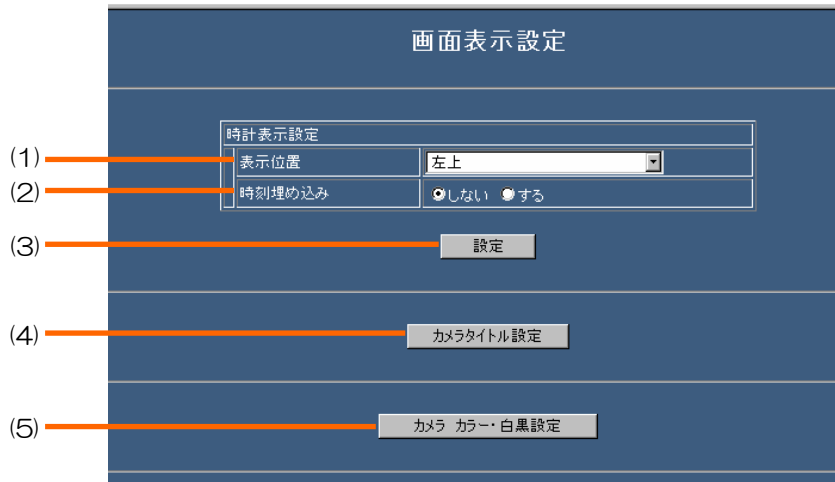 画面表示設定
時計表示設定
(1) 表示位置 左上
(2) 時刻埋め込み しない する
(3) 設定
(4) カメラタイトル設定
(5) カメラ カラー・白黒設定